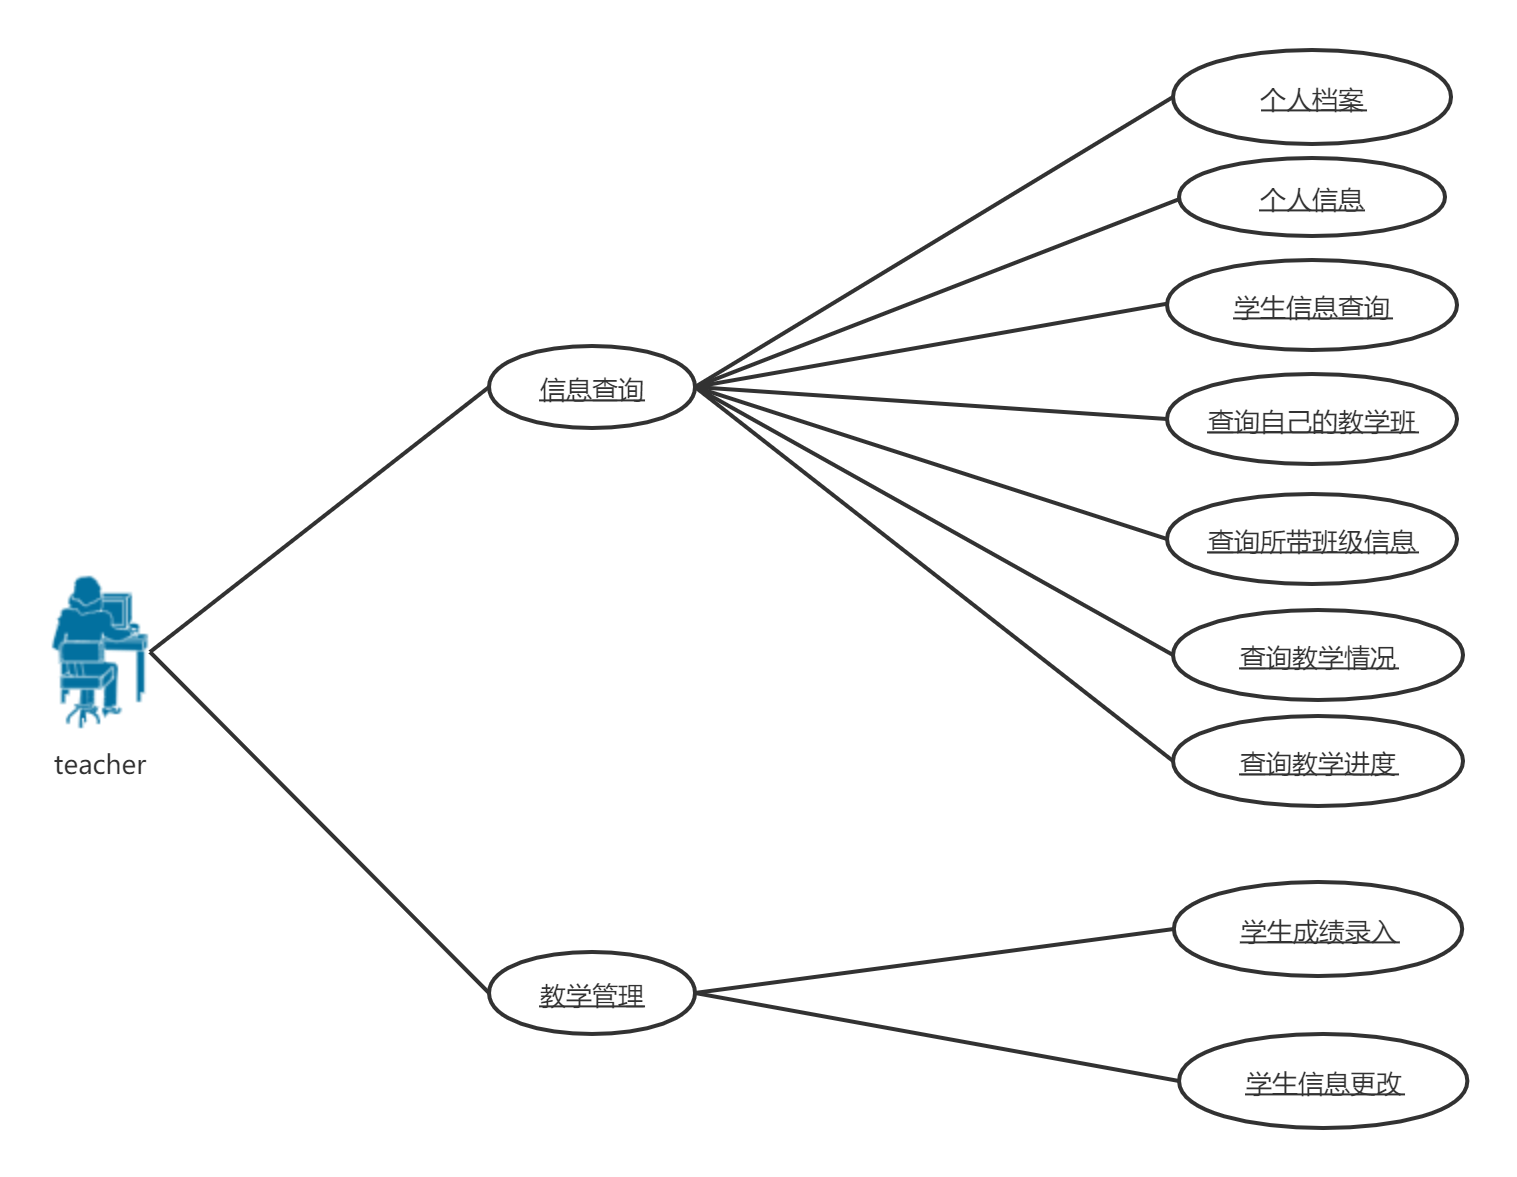 个人档案
个人信息
学生信息查询
信息查询
查询自己的教学班
查询所带班级信息
查询教学情况
查询教学进度
teacher
学生成绩录入
教学管理
学生信息更改